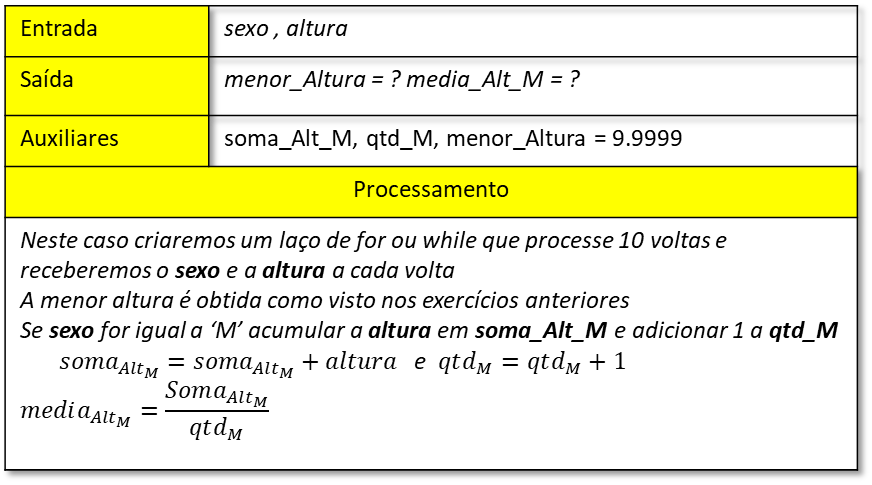 Entrada sexo , altura
Saída menor_Altura = ? media_Alt_M = ?
Auxiliares soma_Alt_M, qtd_M, menor_Altura = 9.9999
Processamento
Neste caso criaremos um laço de for ou while que processe 10 voltas e
receberemos o sexo e a altura a cada volta
A menor altura é obtida como visto nos exercícios anteriores
Se sexo for igual a ‘M’ acumular a altura em soma_Alt_M e adicionar 1 a qtd_M
soma_{Alt_M} = soma_{Alt_M} + altura e qtd_M = qtd_M + 1
media_{Alt_M} = \frac{Soma_{Alt_M}}{qtd_M}